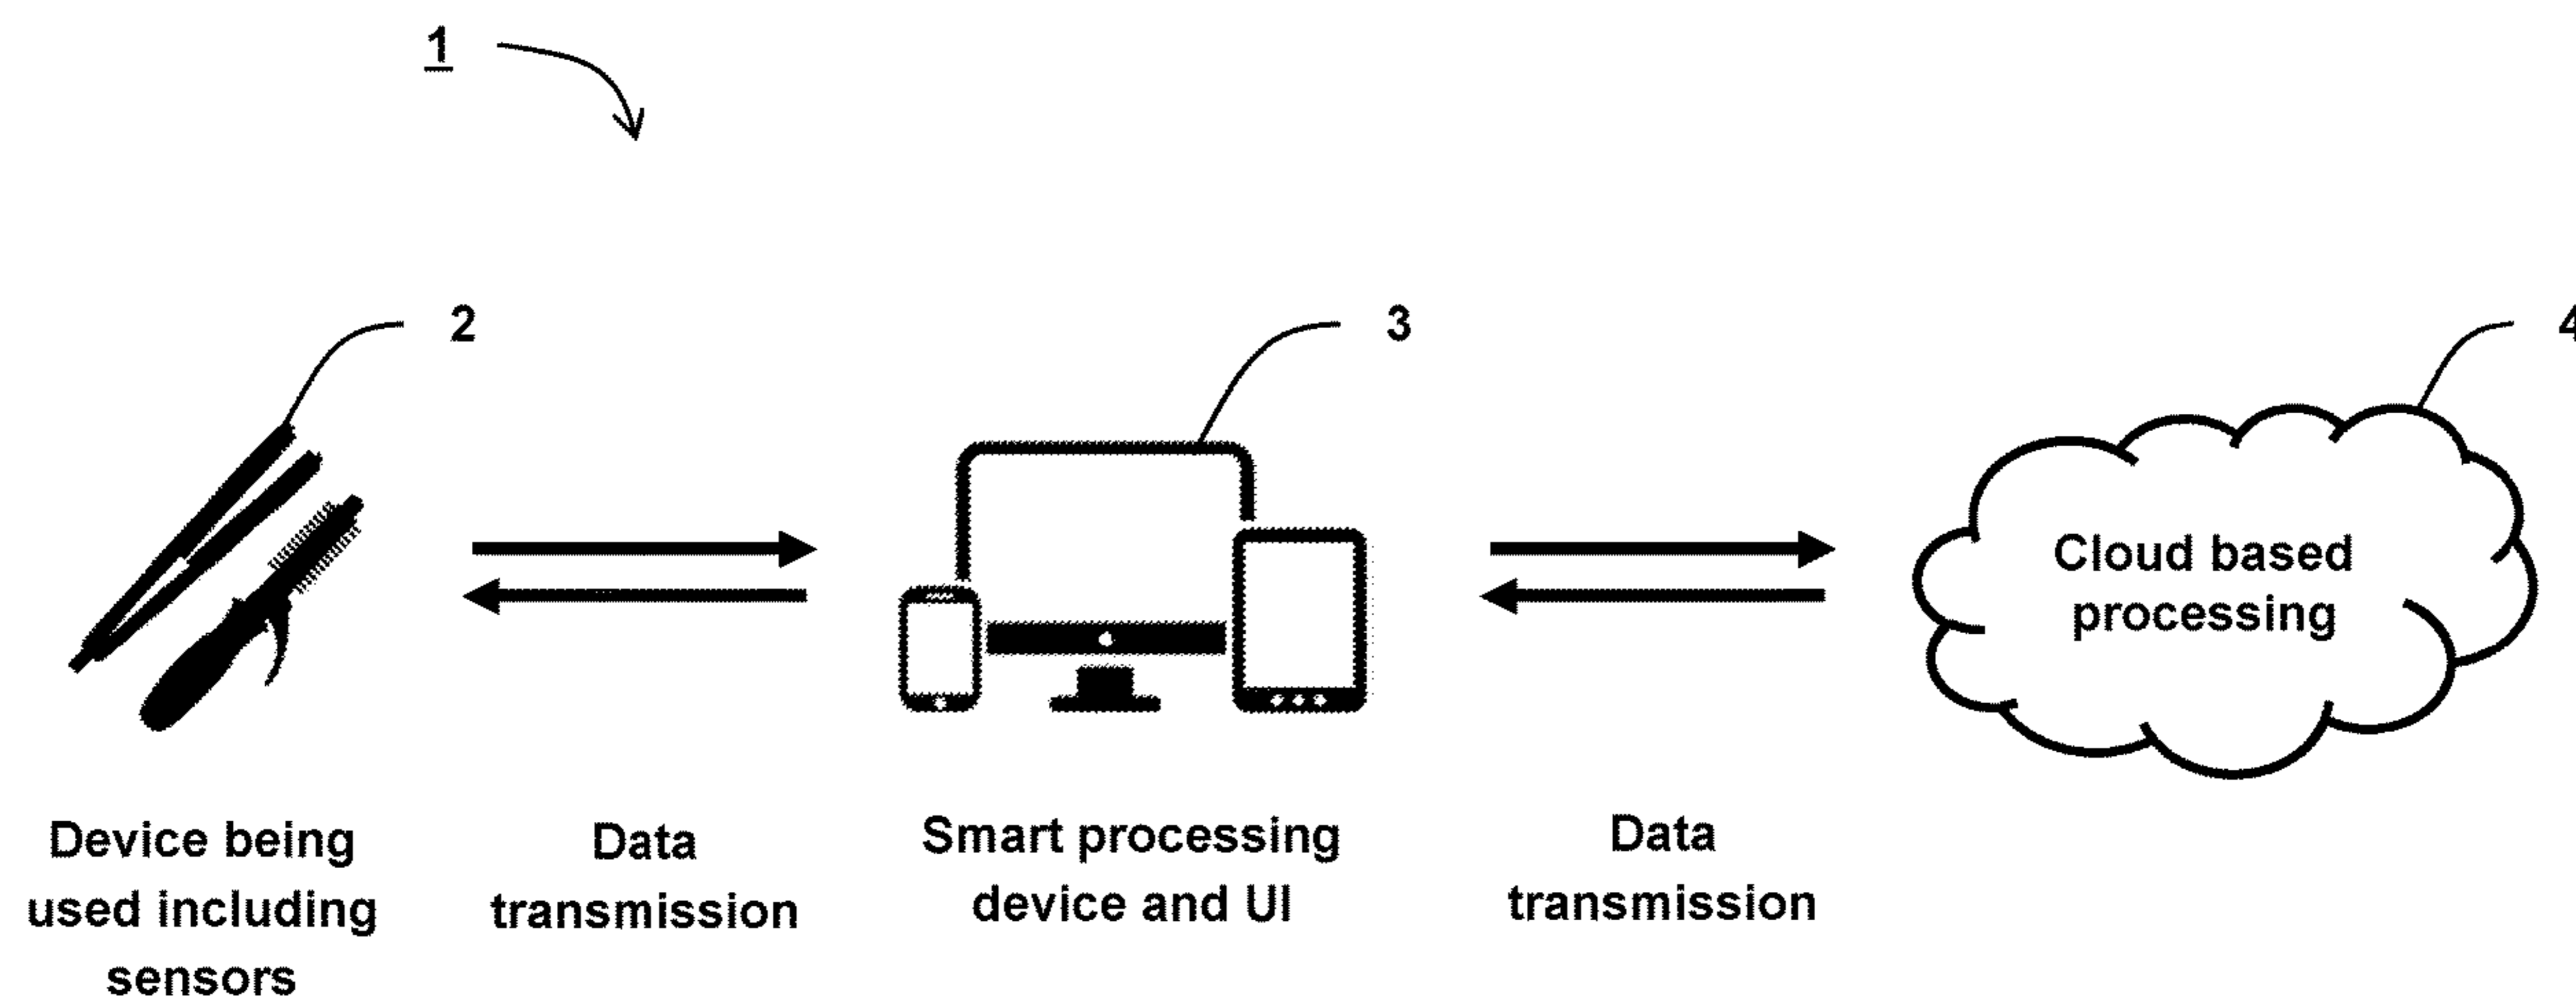 1
2
3
4
Cloud based
processing
Device being
used including
sensors
Data
transmission
Smart processing
device and UI
Data
transmission